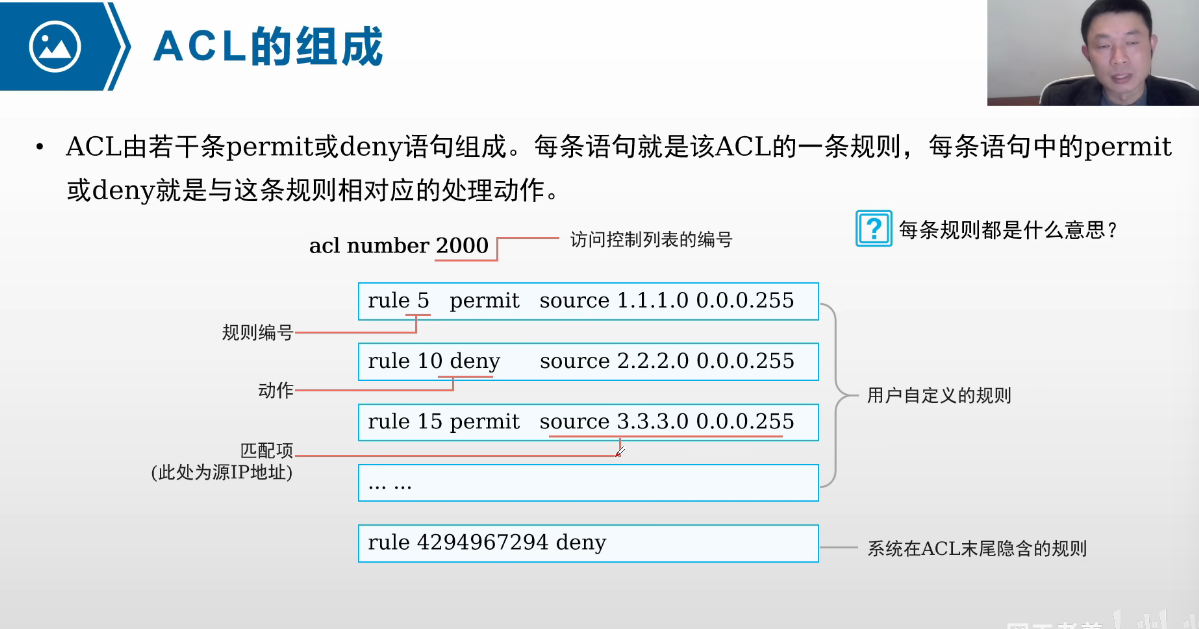 ACL的组成
• ACL由若干条permit或deny语句组成。每条语句就是该ACL的一条规则，每条语句中的permit
或deny就是与这条规则相对应的处理动作。
acl number 2000
访问控制列表的编号
? 每条规则都是什么意思？
rule 5 permit source 1.1.1.0 0.0.0.255
规则编号
rule 10 deny source 2.2.2.0 0.0.0.255
动作
用户自定义的规则
rule 15 permit source 3.3.3.0 0.0.0.255
匹配项
(此处为源IP地址)
... ...
rule 4294967294 deny
系统在ACL末尾隐含的规则